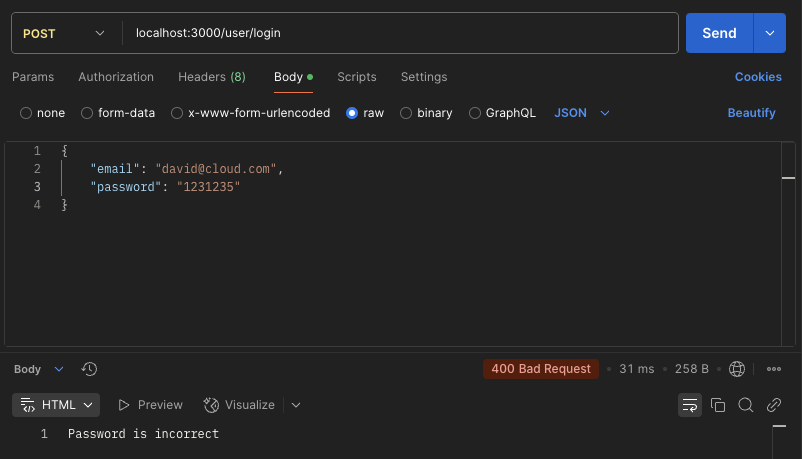 POST localhost:3000/user/login Send
Params Authorization Headers (8) Body Scripts Settings Cookies
none form-data x-www-form-urlencoded raw binary GraphQL JSON Beautify
1 {
2 "email": "david@cloud.com",
3 "password": "1231235"
4 }
Body 400 Bad Request • 31 ms • 258 B •
HTML Preview Visualize
1 Password is incorrect